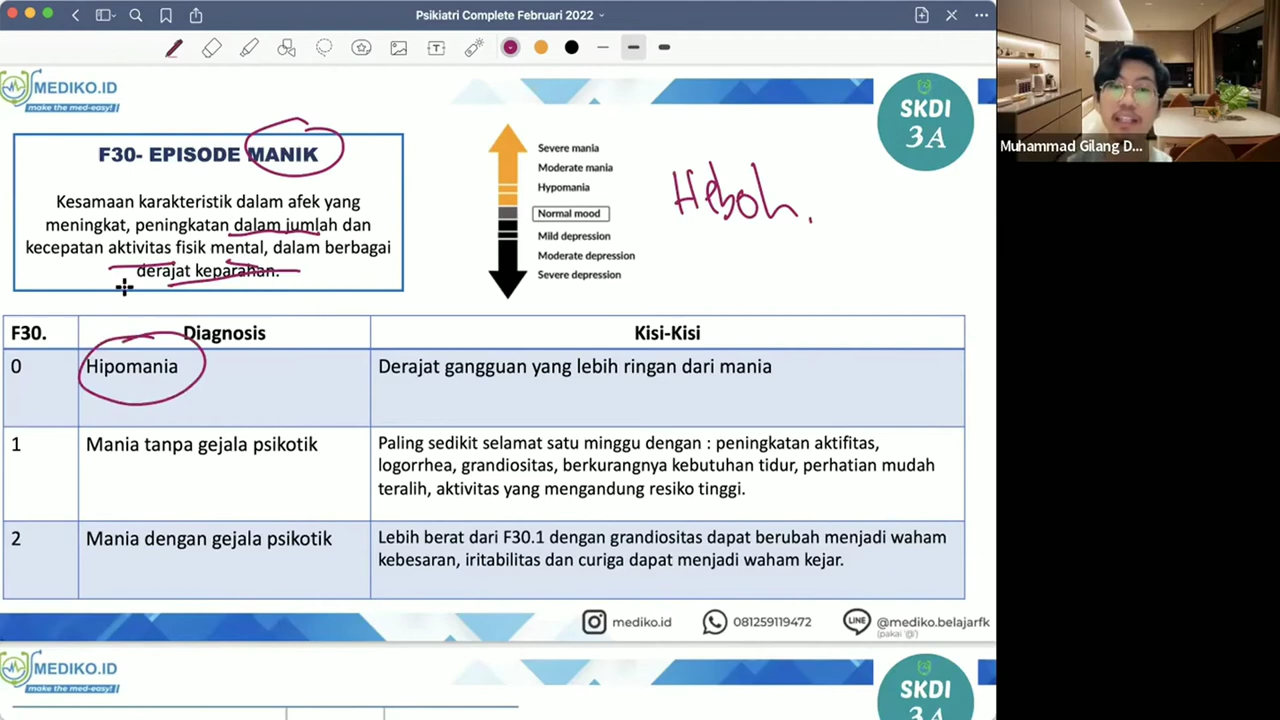 Psikiatri Complete Februari 2022
MEDIKO.ID
make the med-easy!
SKDI
3A
F30- EPISODE MANIK
Kesamaan karakteristik dalam afek yang
meningkat, peningkatan dalam jumlah dan
kecepatan aktivitas fisik mental, dalam berbagai
derajat keparahan.
Severe mania
Moderate mania
Hypomania
Normal mood
Mild depression
Moderate depression
Severe depression
Heboh.
Muhammad Gilang D...
F30. Diagnosis Kisi-Kisi
0 Hipomania Derajat gangguan yang lebih ringan dari mania
1 Mania tanpa gejala psikotik Paling sedikit selamat satu minggu dengan : peningkatan aktifitas,
logorrhea, grandiositas, berkurangnya kebutuhan tidur, perhatian mudah
teralih, aktivitas yang mengandung resiko tinggi.
2 Mania dengan gejala psikotik Lebih berat dari F30.1 dengan grandiositas dapat berubah menjadi waham
kebesaran, iritabilitas dan curiga dapat menjadi waham kejar.
mediko.id 081259119472 LINE @mediko.belajarfk
(pakai '@')
MEDIKO.ID
make the med-easy!
SKDI
3A